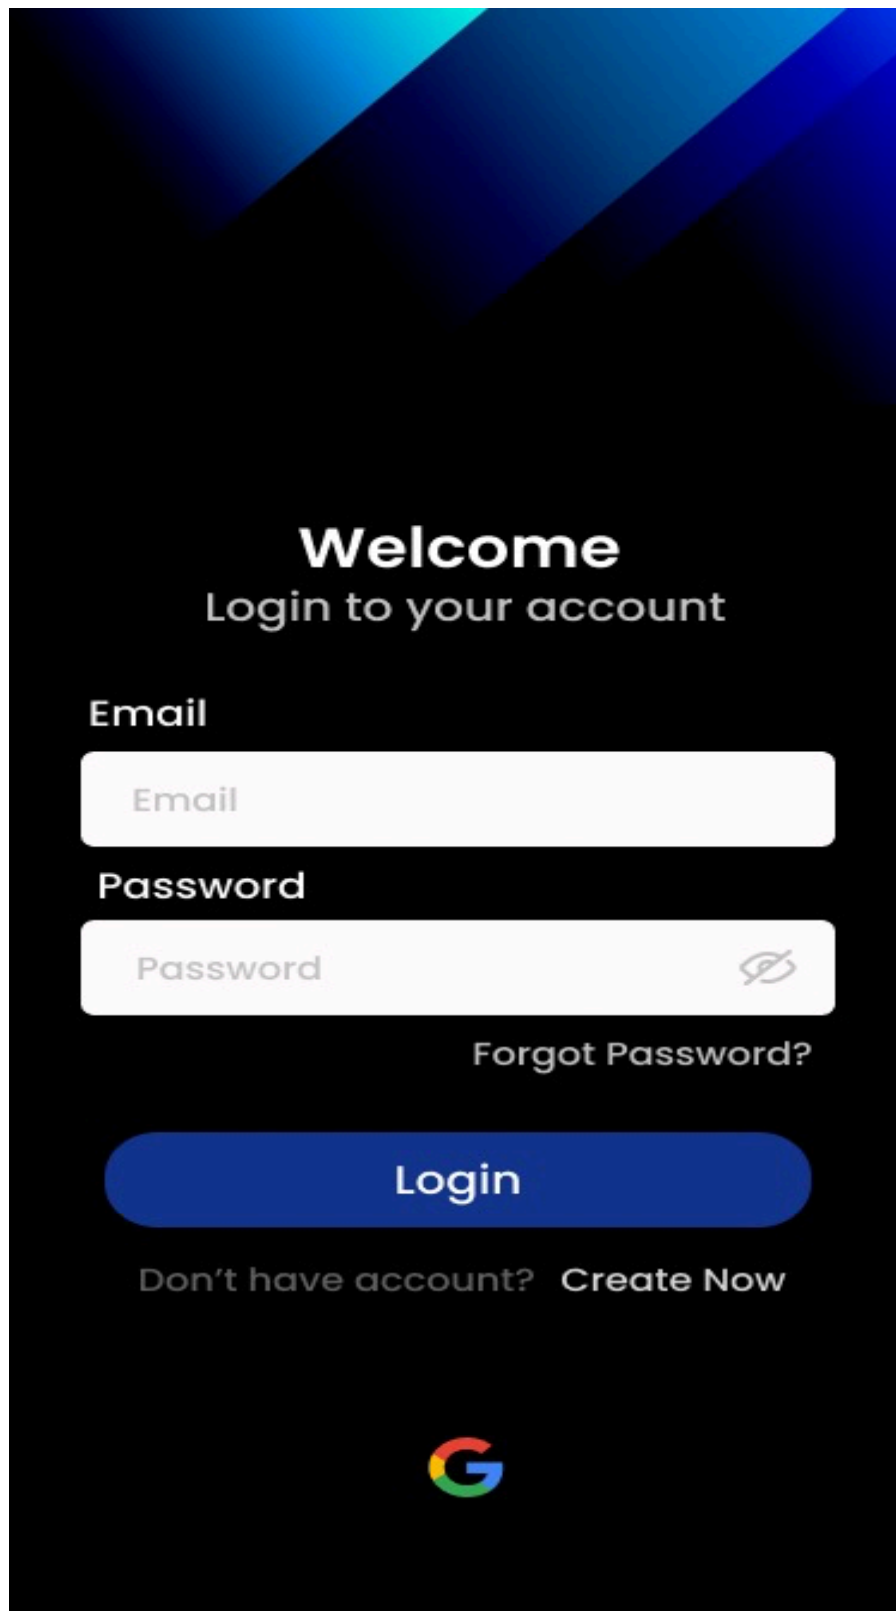 Welcome
Login to your account
Email
Email
Password
Password
Forgot Password?
Login
Don't have account? Create Now